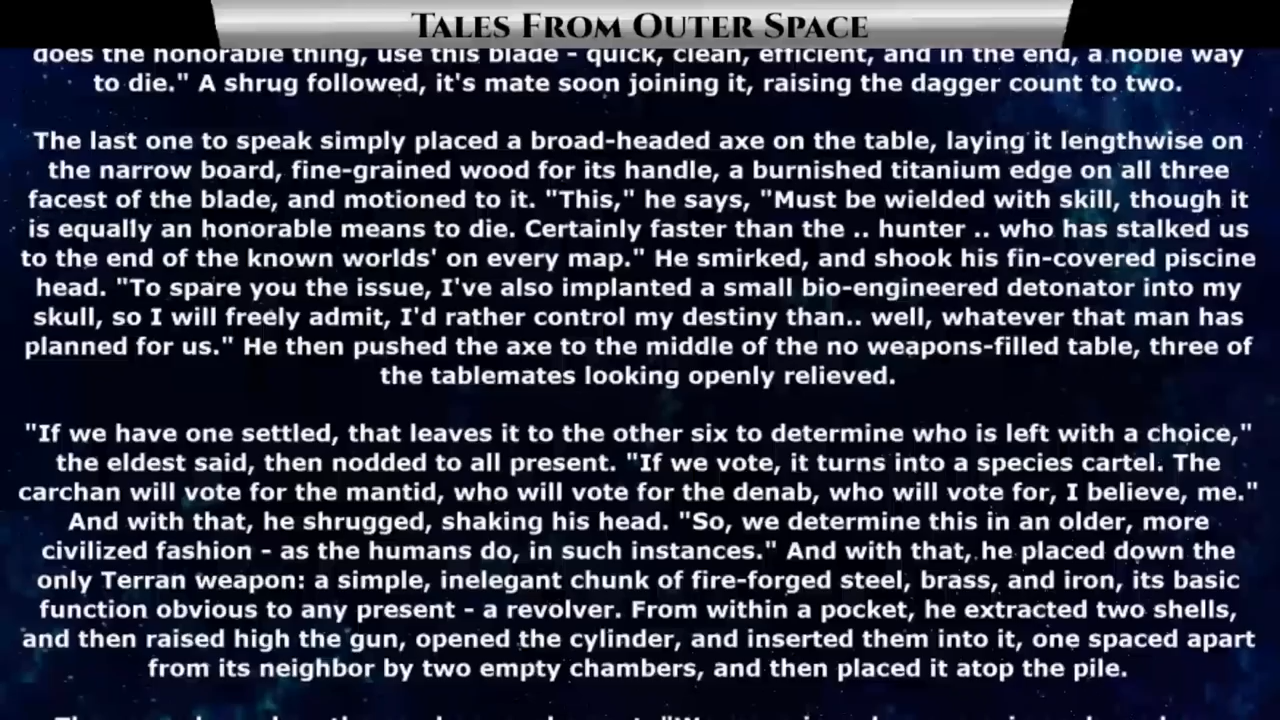 Tales From Outer Space
does the honorable thing, use this blade - quick, clean, efficient, and in the end, a noble way
to die." A shrug followed, it's mate soon joining it, raising the dagger count to two.
The last one to speak simply placed a broad-headed axe on the table, laying it lengthwise on
the narrow board, fine-grained wood for its handle, a burnished titanium edge on all three
facest of the blade, and motioned to it. "This," he says, "Must be wielded with skill, though it
is equally an honorable means to die. Certainly faster than the .. hunter .. who has stalked us
to the end of the known worlds' on every map." He smirked, and shook his fin-covered piscine
head. "To spare you the issue, I've also implanted a small bio-engineered detonator into my
skull, so I will freely admit, I'd rather control my destiny than.. well, whatever that man has
planned for us." He then pushed the axe to the middle of the no weapons-filled table, three of
the tablemates looking openly relieved.
"If we have one settled, that leaves it to the other six to determine who is left with a choice,"
the eldest said, then nodded to all present. "If we vote, it turns into a species cartel. The
carchan will vote for the mantid, who will vote for the denab, who will vote for, I believe, me."
And with that, he shrugged, shaking his head. "So, we determine this in an older, more
civilized fashion - as the humans do, in such instances." And with that, he placed down the
only Terran weapon: a simple, inelegant chunk of fire-forged steel, brass, and iron, its basic
function obvious to any present - a revolver. From within a pocket, he extracted two shells,
and then raised high the gun, opened the cylinder, and inserted them into it, one spaced apart
from its neighbor by two empty chambers, and then placed it atop the pile.